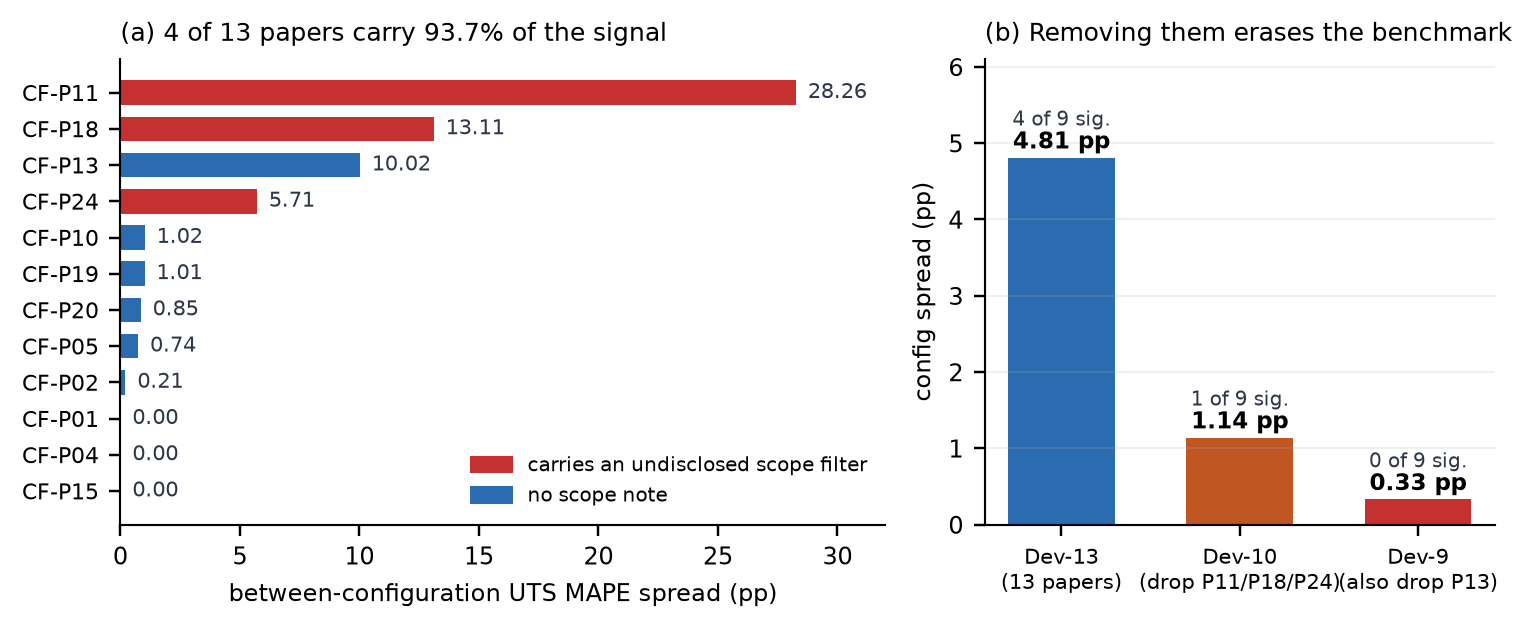 (a) 4 of 13 papers carry 93.7% of the signal
CF-P11
28.26
CF-P18
13.11
CF-P13
10.02
CF-P24
5.71
CF-P10
1.02
CF-P19
1.01
CF-P20
0.85
CF-P05
0.74
CF-P02
0.21
CF-P01
0.00
CF-P04
0.00
CF-P15
0.00
carries an undisclosed scope filter
no scope note
0 5 10 15 20 25 30
between-configuration UTS MAPE spread (pp)
(b) Removing them erases the benchmark
config spread (pp)
6
5
4
3
2
1
0
4 of 9 sig.
4.81 pp
1 of 9 sig.
1.14 pp
0 of 9 sig.
0.33 pp
Dev-13
(13 papers)
Dev-10
(drop P11/P18/P24)
Dev-9
(also drop P13)